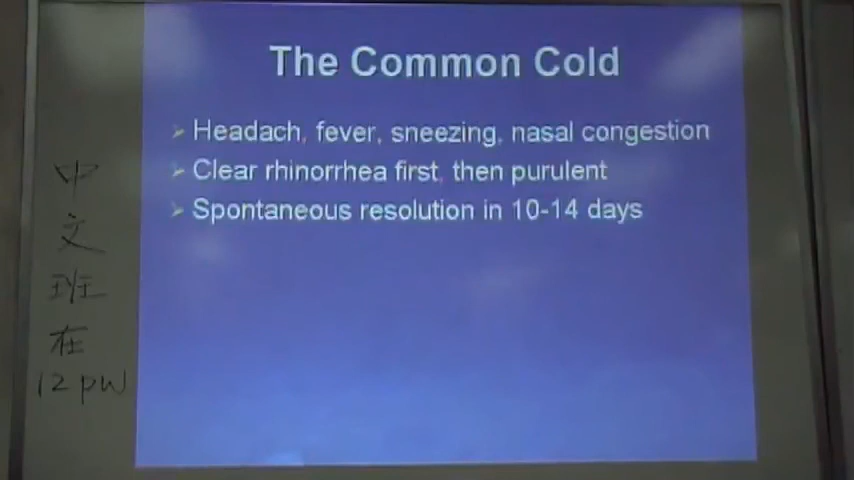 The Common Cold
Headach, fever, sneezing, nasal congestion
Clear rhinorrhea first, then purulent
Spontaneous resolution in 10-14 days
中
文
班
在
12 pm